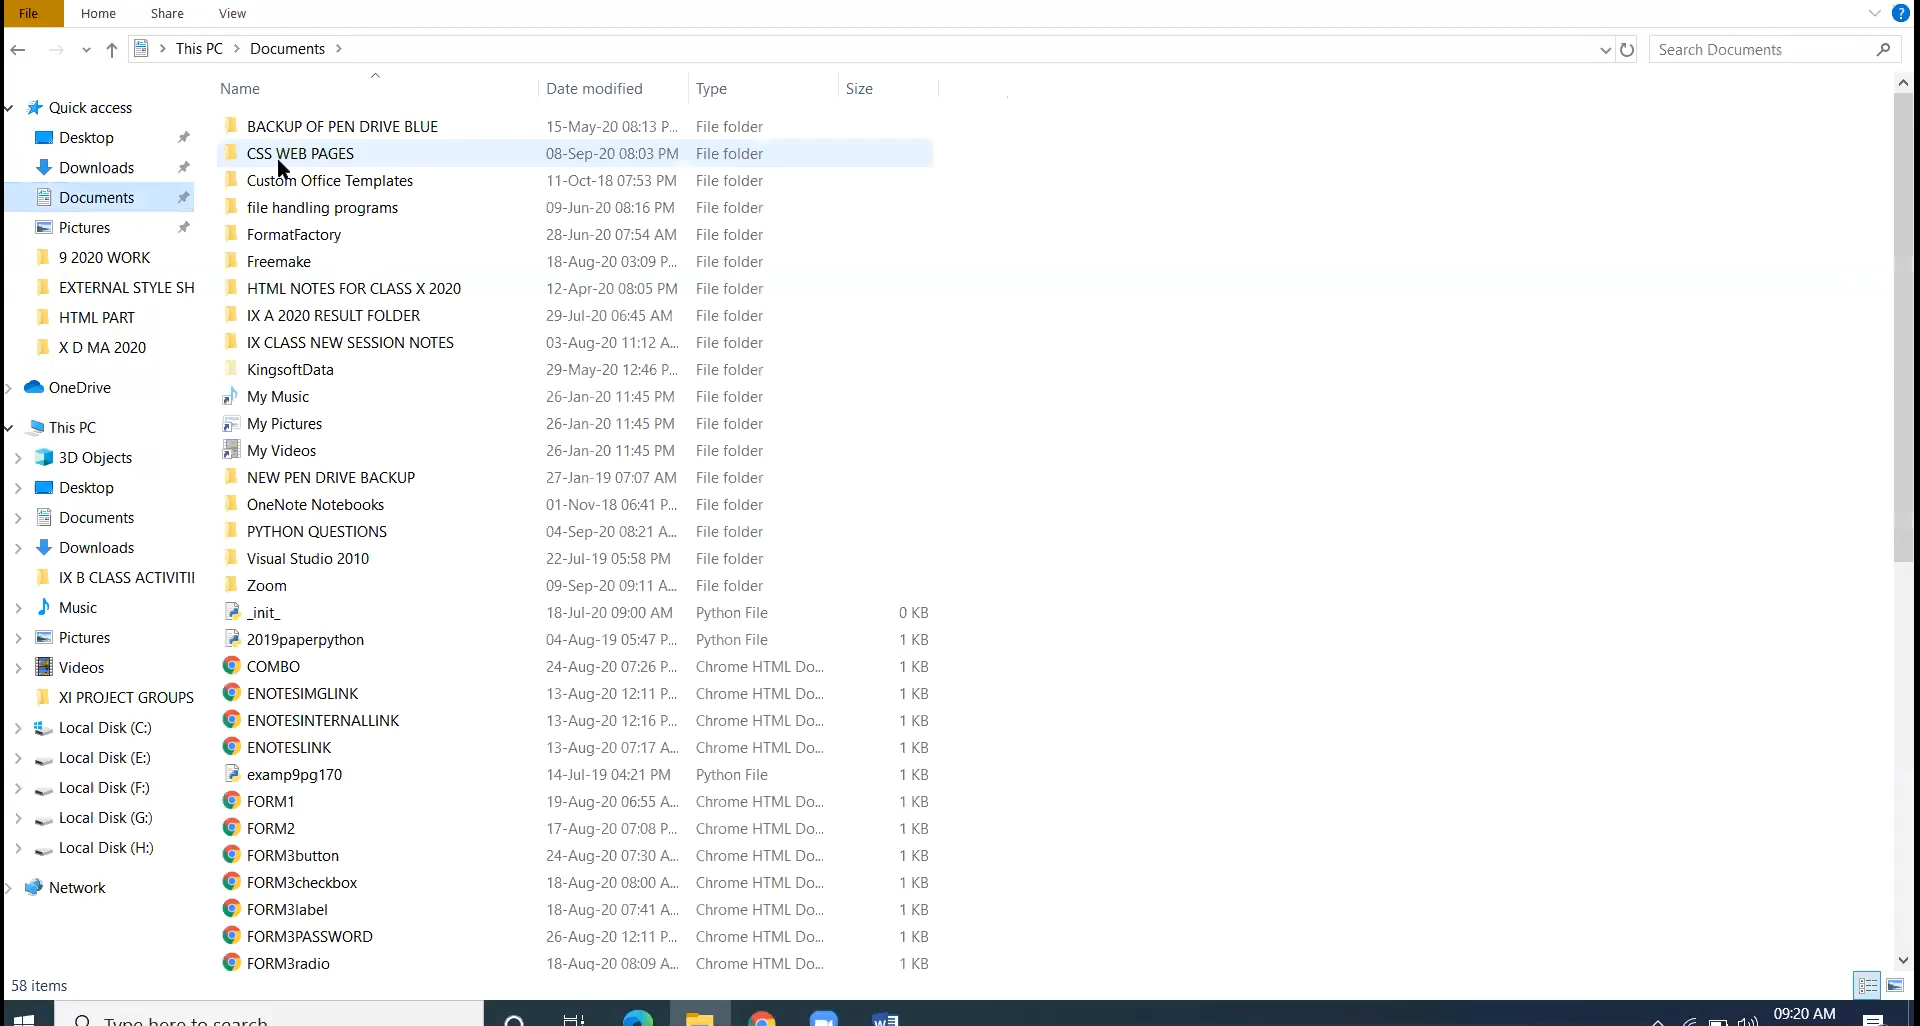 File Home Share View
This PC Documents Search Documents
Name Date modified Type Size
Quick access
Desktop
Downloads
Documents
Pictures
9 2020 WORK
EXTERNAL STYLE SH
HTML PART
X D MA 2020
OneDrive
This PC
3D Objects
Desktop
Documents
Downloads
IX B CLASS ACTIVITI
Music
Pictures
Videos
XI PROJECT GROUPS
Local Disk (C:)
Local Disk (E:)
Local Disk (F:)
Local Disk (G:)
Local Disk (H:)
Network
BACKUP OF PEN DRIVE BLUE 15-May-20 08:13 P... File folder
CSS WEB PAGES 08-Sep-20 08:03 PM File folder
Custom Office Templates 11-Oct-18 07:53 PM File folder
file handling programs 09-Jun-20 08:16 PM File folder
FormatFactory 28-Jun-20 07:54 AM File folder
Freemake 18-Aug-20 03:09 P... File folder
HTML NOTES FOR CLASS X 2020 12-Apr-20 08:05 PM File folder
IX A 2020 RESULT FOLDER 29-Jul-20 06:45 AM File folder
IX CLASS NEW SESSION NOTES 03-Aug-20 11:12 A... File folder
KingsoftData 29-May-20 12:46 P... File folder
My Music 26-Jan-20 11:45 PM File folder
My Pictures 26-Jan-20 11:45 PM File folder
My Videos 26-Jan-20 11:45 PM File folder
NEW PEN DRIVE BACKUP 27-Jan-19 07:07 AM File folder
OneNote Notebooks 01-Nov-18 06:41 P... File folder
PYTHON QUESTIONS 04-Sep-20 08:21 A... File folder
Visual Studio 2010 22-Jul-19 05:58 PM File folder
Zoom 09-Sep-20 09:11 A... File folder
_init_ 18-Jul-20 09:00 AM Python File 0 KB
2019paperpython 04-Aug-19 05:47 P... Python File 1 KB
COMBO 24-Aug-20 07:26 P... Chrome HTML Do... 1 KB
ENOTESIMGLINK 13-Aug-20 12:11 P... Chrome HTML Do... 1 KB
ENOTESINTERNALLINK 13-Aug-20 12:16 P... Chrome HTML Do... 1 KB
ENOTESLINK 13-Aug-20 07:17 A... Chrome HTML Do... 1 KB
examp9pg170 14-Jul-19 04:21 PM Python File 1 KB
FORM1 19-Aug-20 06:55 A... Chrome HTML Do... 1 KB
FORM2 17-Aug-20 07:08 P... Chrome HTML Do... 1 KB
FORM3button 24-Aug-20 07:30 A... Chrome HTML Do... 1 KB
FORM3checkbox 18-Aug-20 08:00 A... Chrome HTML Do... 1 KB
FORM3label 18-Aug-20 07:41 A... Chrome HTML Do... 1 KB
FORM3PASSWORD 26-Aug-20 12:11 P... Chrome HTML Do... 1 KB
FORM3radio 18-Aug-20 08:09 A... Chrome HTML Do... 1 KB
58 items
Type here to search
09:20 AM